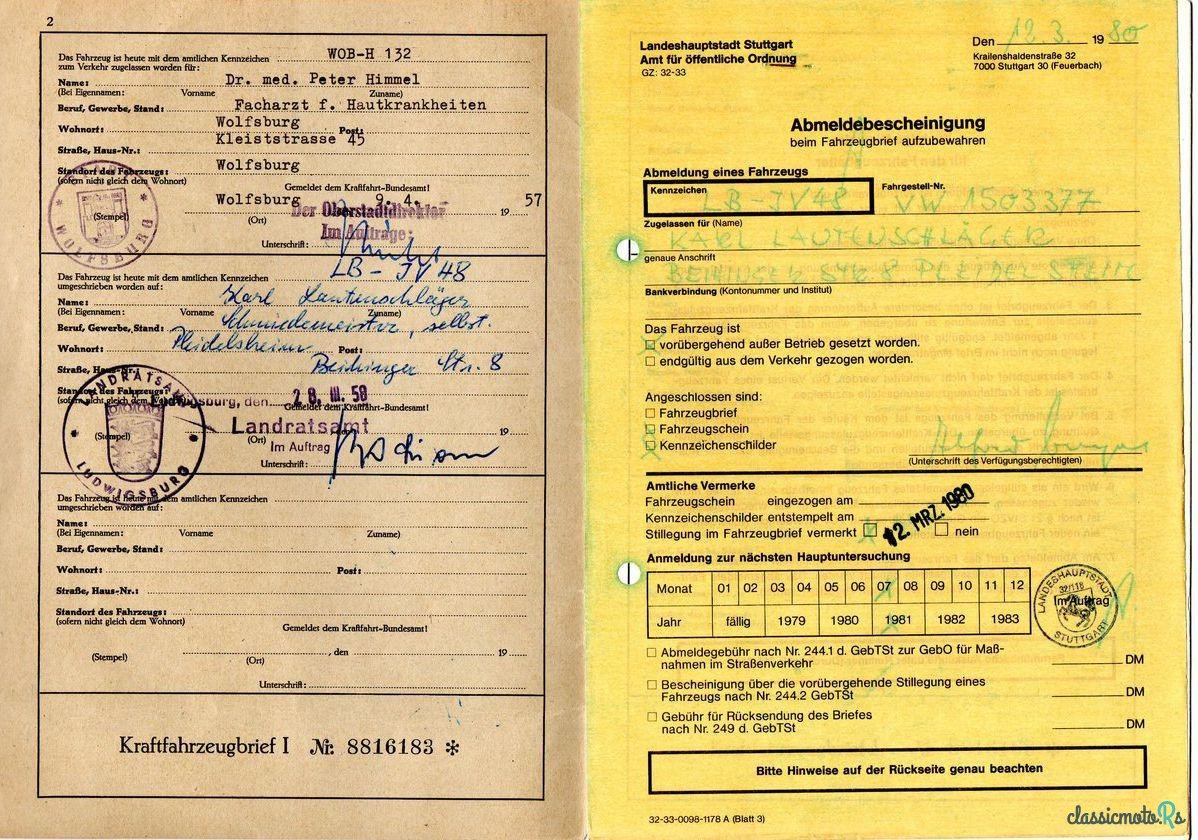 2
Das Fahrzeug ist heute mit dem amtlichen Kennzeichen WOB-H 132
zum Verkehr zugelassen worden für:
Name: Dr. med. Peter Himmel
(Bei Eigennamen: Vorname Zuname)
Beruf, Gewerbe, Stand: Facharzt f. Hautkrankheiten
Wohnort: Wolfsburg Post:
Straße, Haus-Nr.: Kleiststrasse 45
Standort des Fahrzeugs: Wolfsburg
(sofern nicht gleich dem Wohnort)
Gemeldet dem Kraftfahrt-Bundesamt!
Wolfsburg 9. 4. 19 57
(Stempel) (Ort)
WOLFSBURG
Der Oberstadtdirektor
Im Auftrage:
Unterschrift:
Das Fahrzeug ist heute mit dem amtlichen Kennzeichen LB-JV 48
umgeschrieben worden auf:
Name: Karl Lautenschläger
(Bei Eigennamen: Vorname Zuname)
Beruf, Gewerbe, Stand: Schmiedemeister, selbst.
Wohnort: Pleidelsheim Post:
Straße, Haus- Beihinger Str. 8
Standort des Fahrzeugs:
(sofern nicht gleich dem
Ludwigsburg, den 28. III. 58
Gemeldet dem Kraftfahrt-Bundesamt!
Landratsamt 19
(Stempel) (Ort)
LANDRATSAMT LUDWIGSBURG
Im Auftrag
Unterschrift:
Das Fahrzeug ist heute mit dem amtlichen Kennzeichen
umgeschrieben worden auf:
Name:
(Bei Eigennamen: Vorname Zuname)
Beruf, Gewerbe, Stand:
Wohnort: Post:
Straße, Haus-Nr.:
Standort des Fahrzeugs:
(sofern nicht gleich dem Wohnort)
Gemeldet dem Kraftfahrt-Bundesamt!
, den 19
(Stempel) (Ort)
Unterschrift:
Kraftfahrzeugbrief I Nr. 8816183 *
Landeshauptstadt Stuttgart
Amt für öffentliche Ordnung
GZ: 32-33
Den 12.3. 1980
Krailenshaldenstraße 32
7000 Stuttgart 30 (Feuerbach)
Abmeldebescheinigung
beim Fahrzeugbrief aufzubewahren
Abmeldung eines Fahrzeugs
Kennzeichen Fahrgestell-Nr.
LB-JV 48 VW 1503377
Zugelassen für (Name)
KARL LAUTENSCHLÄGER
genaue Anschrift
Bankverbindung (Kontonummer und Institut)
Das Fahrzeug ist
vorübergehend außer Betrieb gesetzt worden.
endgültig aus dem Verkehr gezogen worden.
Angeschlossen sind:
Fahrzeugbrief
Fahrzeugschein
Kennzeichenschilder
(Unterschrift des Verfügungsberechtigten)
Amtliche Vermerke
Fahrzeugschein eingezogen am
Kennzeichenschilder entstempelt am
12. MRZ. 1980
Stillegung im Fahrzeugbrief vermerkt nein
Anmeldung zur nächsten Hauptuntersuchung
Monat 01 02 03 04 05 06 07 08 09 10 11 12
Jahr fällig 1979 1980 1981 1982 1983
LANDESHAUPTSTADT STUTTGART
32/118
Im Auftrag
Abmeldegebühr nach Nr. 244.1 d. GebTSt zur GebO für Maß-
nahmen im Straßenverkehr DM
Bescheinigung über die vorübergehende Stillegung eines
Fahrzeugs nach Nr. 244.2 GebTSt DM
Gebühr für Rücksendung des Briefes
nach Nr. 249 d. GebTSt DM
Bitte Hinweise auf der Rückseite genau beachten
32-33-0098-1178 A (Blatt 3)
classicmoto.Rs